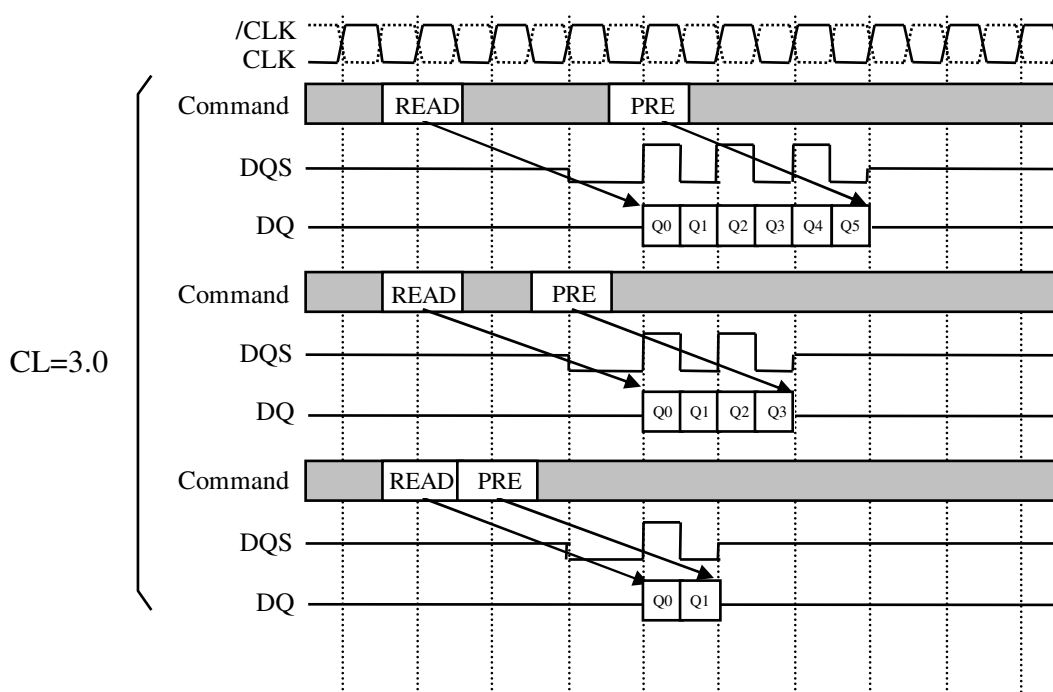 /CLK
CLK
Command READ PRE
DQS
DQ Q0 Q1 Q2 Q3 Q4 Q5
Command READ PRE
CL=3.0
DQS
DQ Q0 Q1 Q2 Q3
Command READ PRE
DQS
DQ Q0 Q1